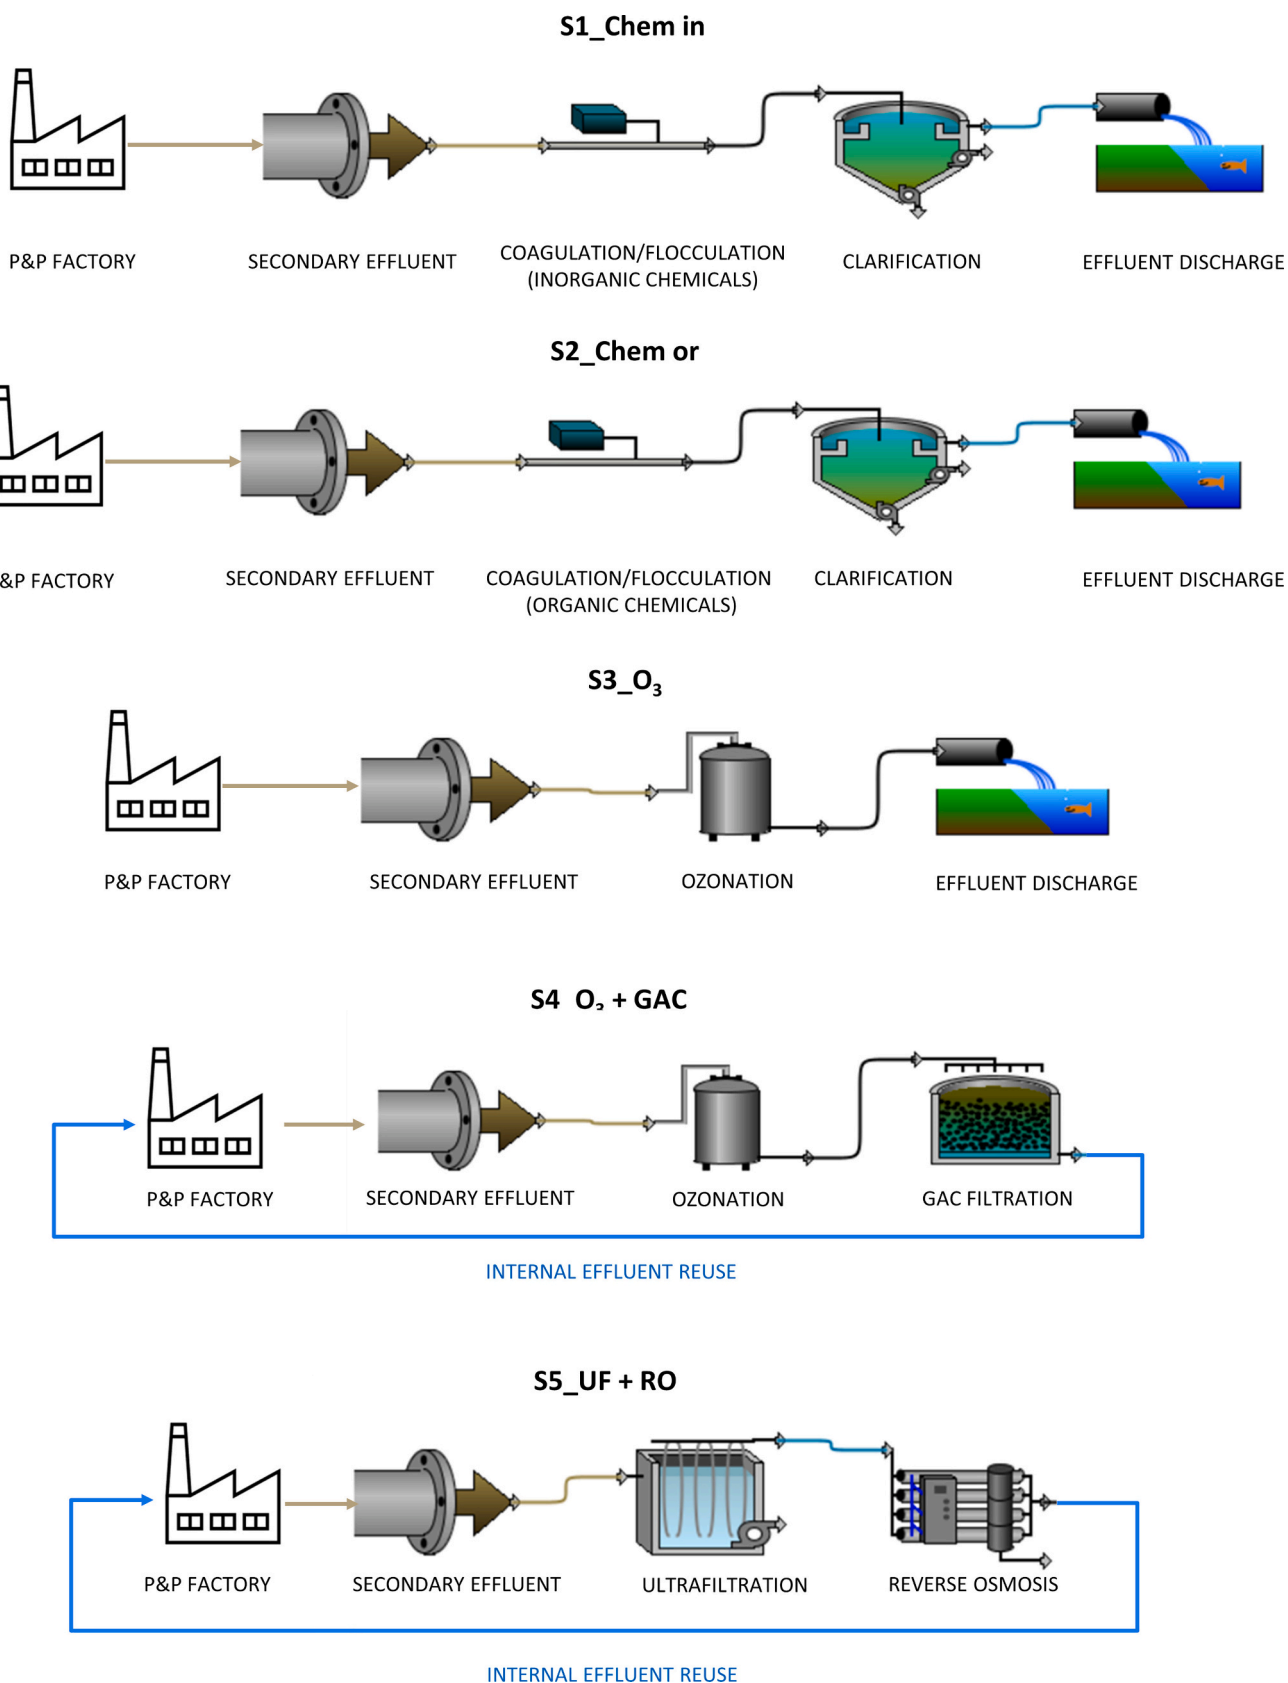 S1_Chem in
P&P FACTORY
SECONDARY EFFLUENT
COAGULATION/FLOCCULATION
(INORGANIC CHEMICALS)
CLARIFICATION
EFFLUENT DISCHARGE
S2_Chem or
&P FACTORY
SECONDARY EFFLUENT
COAGULATION/FLOCCULATION
(ORGANIC CHEMICALS)
CLARIFICATION
EFFLUENT DISCHARGE
S3_O₃
P&P FACTORY
SECONDARY EFFLUENT
OZONATION
EFFLUENT DISCHARGE
S4 O₃ + GAC
P&P FACTORY
SECONDARY EFFLUENT
OZONATION
GAC FILTRATION
INTERNAL EFFLUENT REUSE
S5_UF + RO
P&P FACTORY
SECONDARY EFFLUENT
ULTRAFILTRATION
REVERSE OSMOSIS
INTERNAL EFFLUENT REUSE